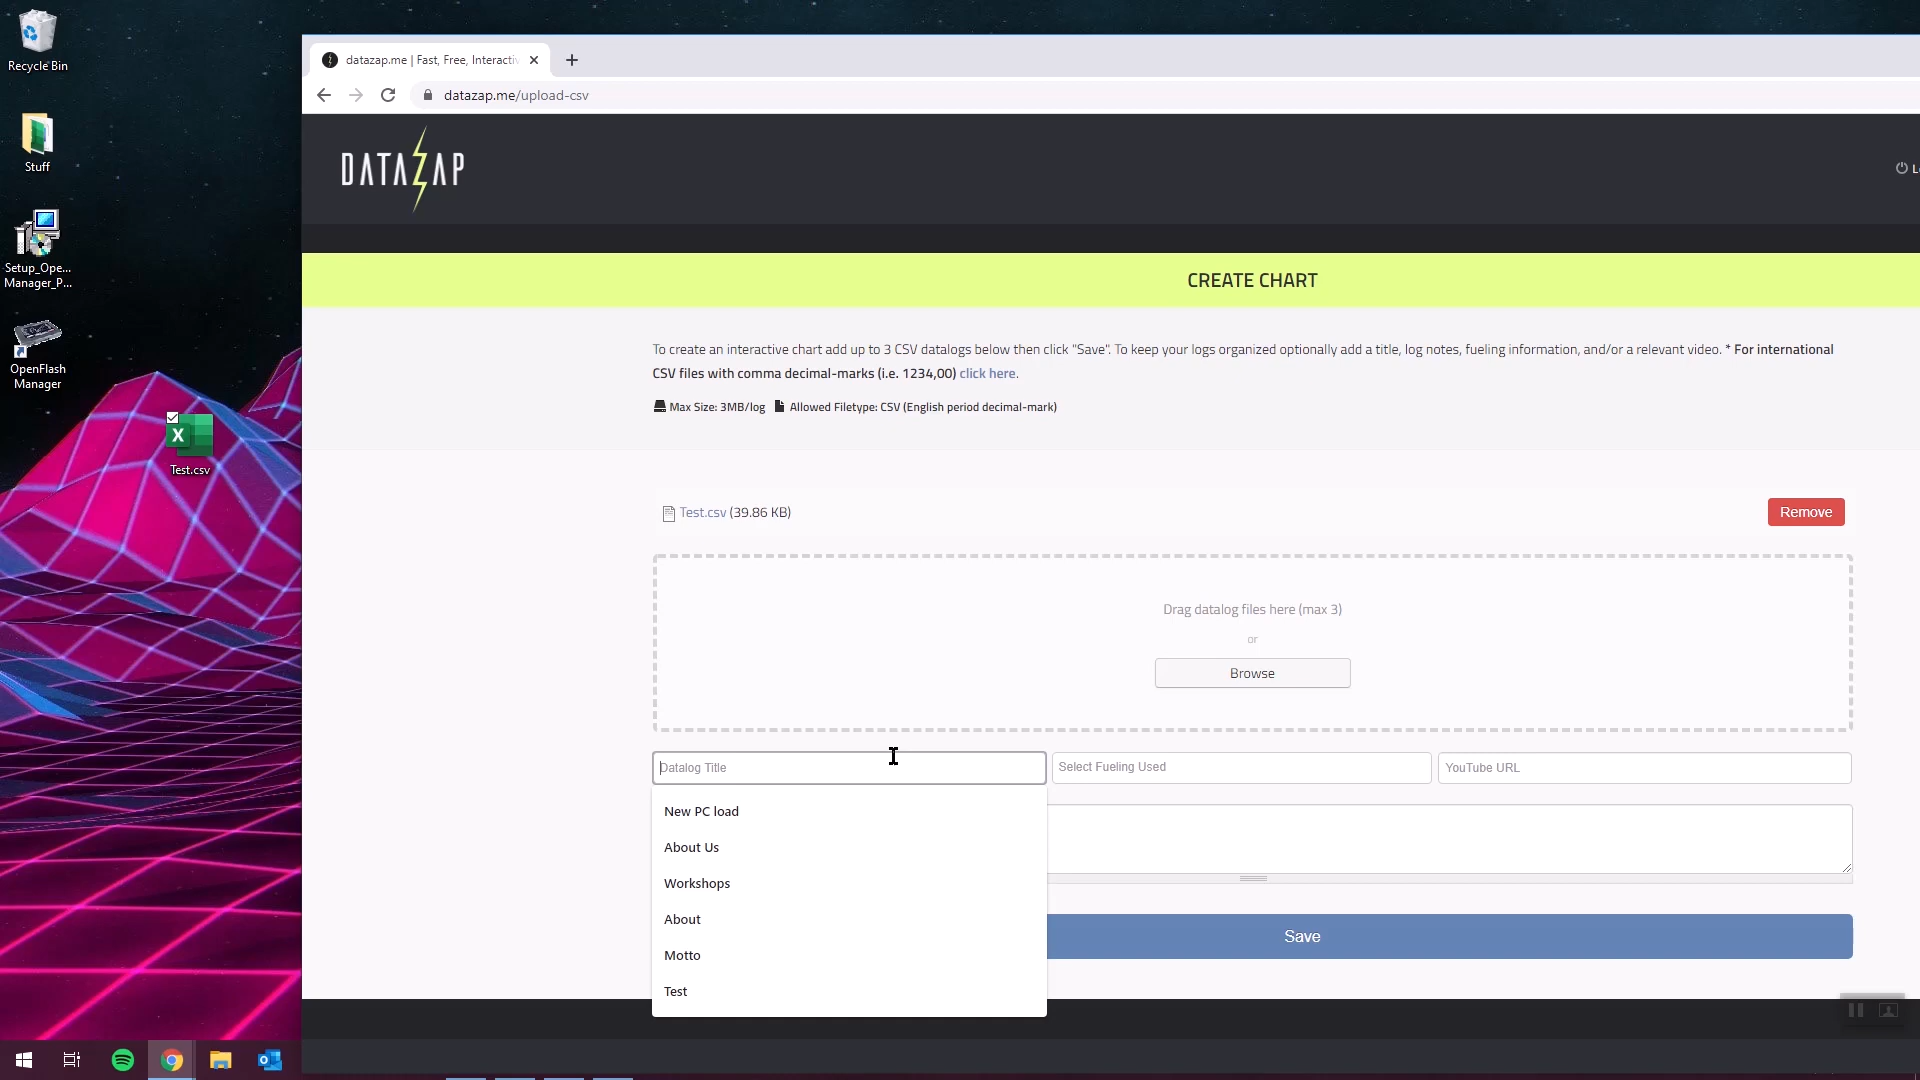 Recycle Bin
Stuff
Setup_Ope...
Manager_P...
OpenFlash
Manager
Test.csv
datazap.me | Fast, Free, Interactiv
datazap.me/upload-csv
DATAZAP
CREATE CHART
To create an interactive chart add up to 3 CSV datalogs below then click "Save". To keep your logs organized optionally add a title, log notes, fueling information, and/or a relevant video. * For international
CSV files with comma decimal-marks (i.e. 1234,00) click here.
Max Size: 3MB/log Allowed Filetype: CSV (English period decimal-mark)
Test.csv (39.86 KB)
Remove
Drag datalog files here (max 3)
or
Browse
Datalog Title
Select Fueling Used
YouTube URL
New PC load
About Us
Workshops
About
Motto
Test
Save